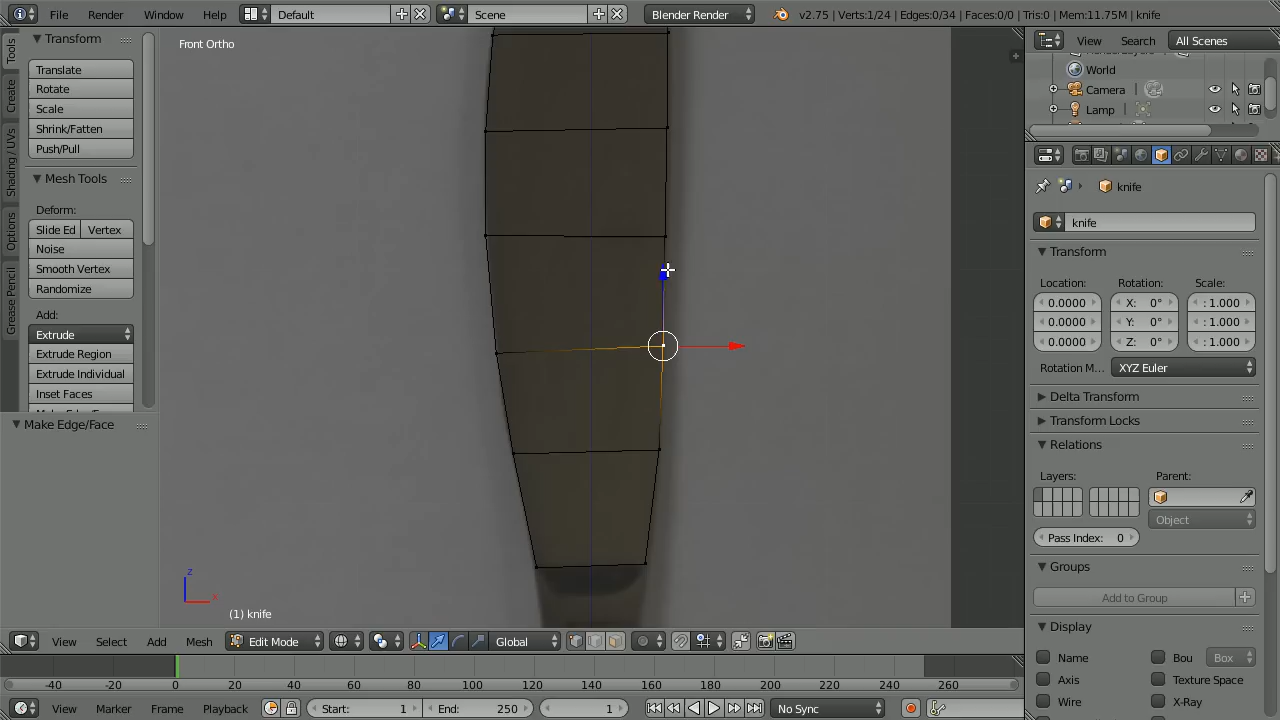 File Render Window Help Default Scene Blender Render v2.75 | Verts:1/24 | Edges:0/34 | Faces:0/0 | Tris:0 | Mem:11.75M | knife
Tools
Create
Shading / UVs
Options
Grease Pencil
Transform
Translate
Rotate
Scale
Shrink/Fatten
Push/Pull
Mesh Tools
Deform:
Slide Ed Vertex
Noise
Smooth Vertex
Randomize
Add:
Extrude
Extrude Region
Extrude Individual
Inset Faces
Make Edge/Face
Front Ortho
z
x
(1) knife
View Select Add Mesh Edit Mode Global
-40 -20 0 20 40 60 80 100 120 140 160 180 200 220 240 260
View Marker Frame Playback Start: 1 End: 250 1 No Sync
View Search All Scenes
World
Camera
Lamp
knife
knife
Transform
Location: Rotation: Scale:
0.0000 X: 0° : 1.000
0.0000 Y: 0° : 1.000
0.0000 Z: 0° : 1.000
Rotation M... XYZ Euler
Delta Transform
Transform Locks
Relations
Layers: Parent:
Object
Pass Index: 0
Groups
Add to Group
Display
Name Bou Box
Axis Texture Space
Wire X-Ray